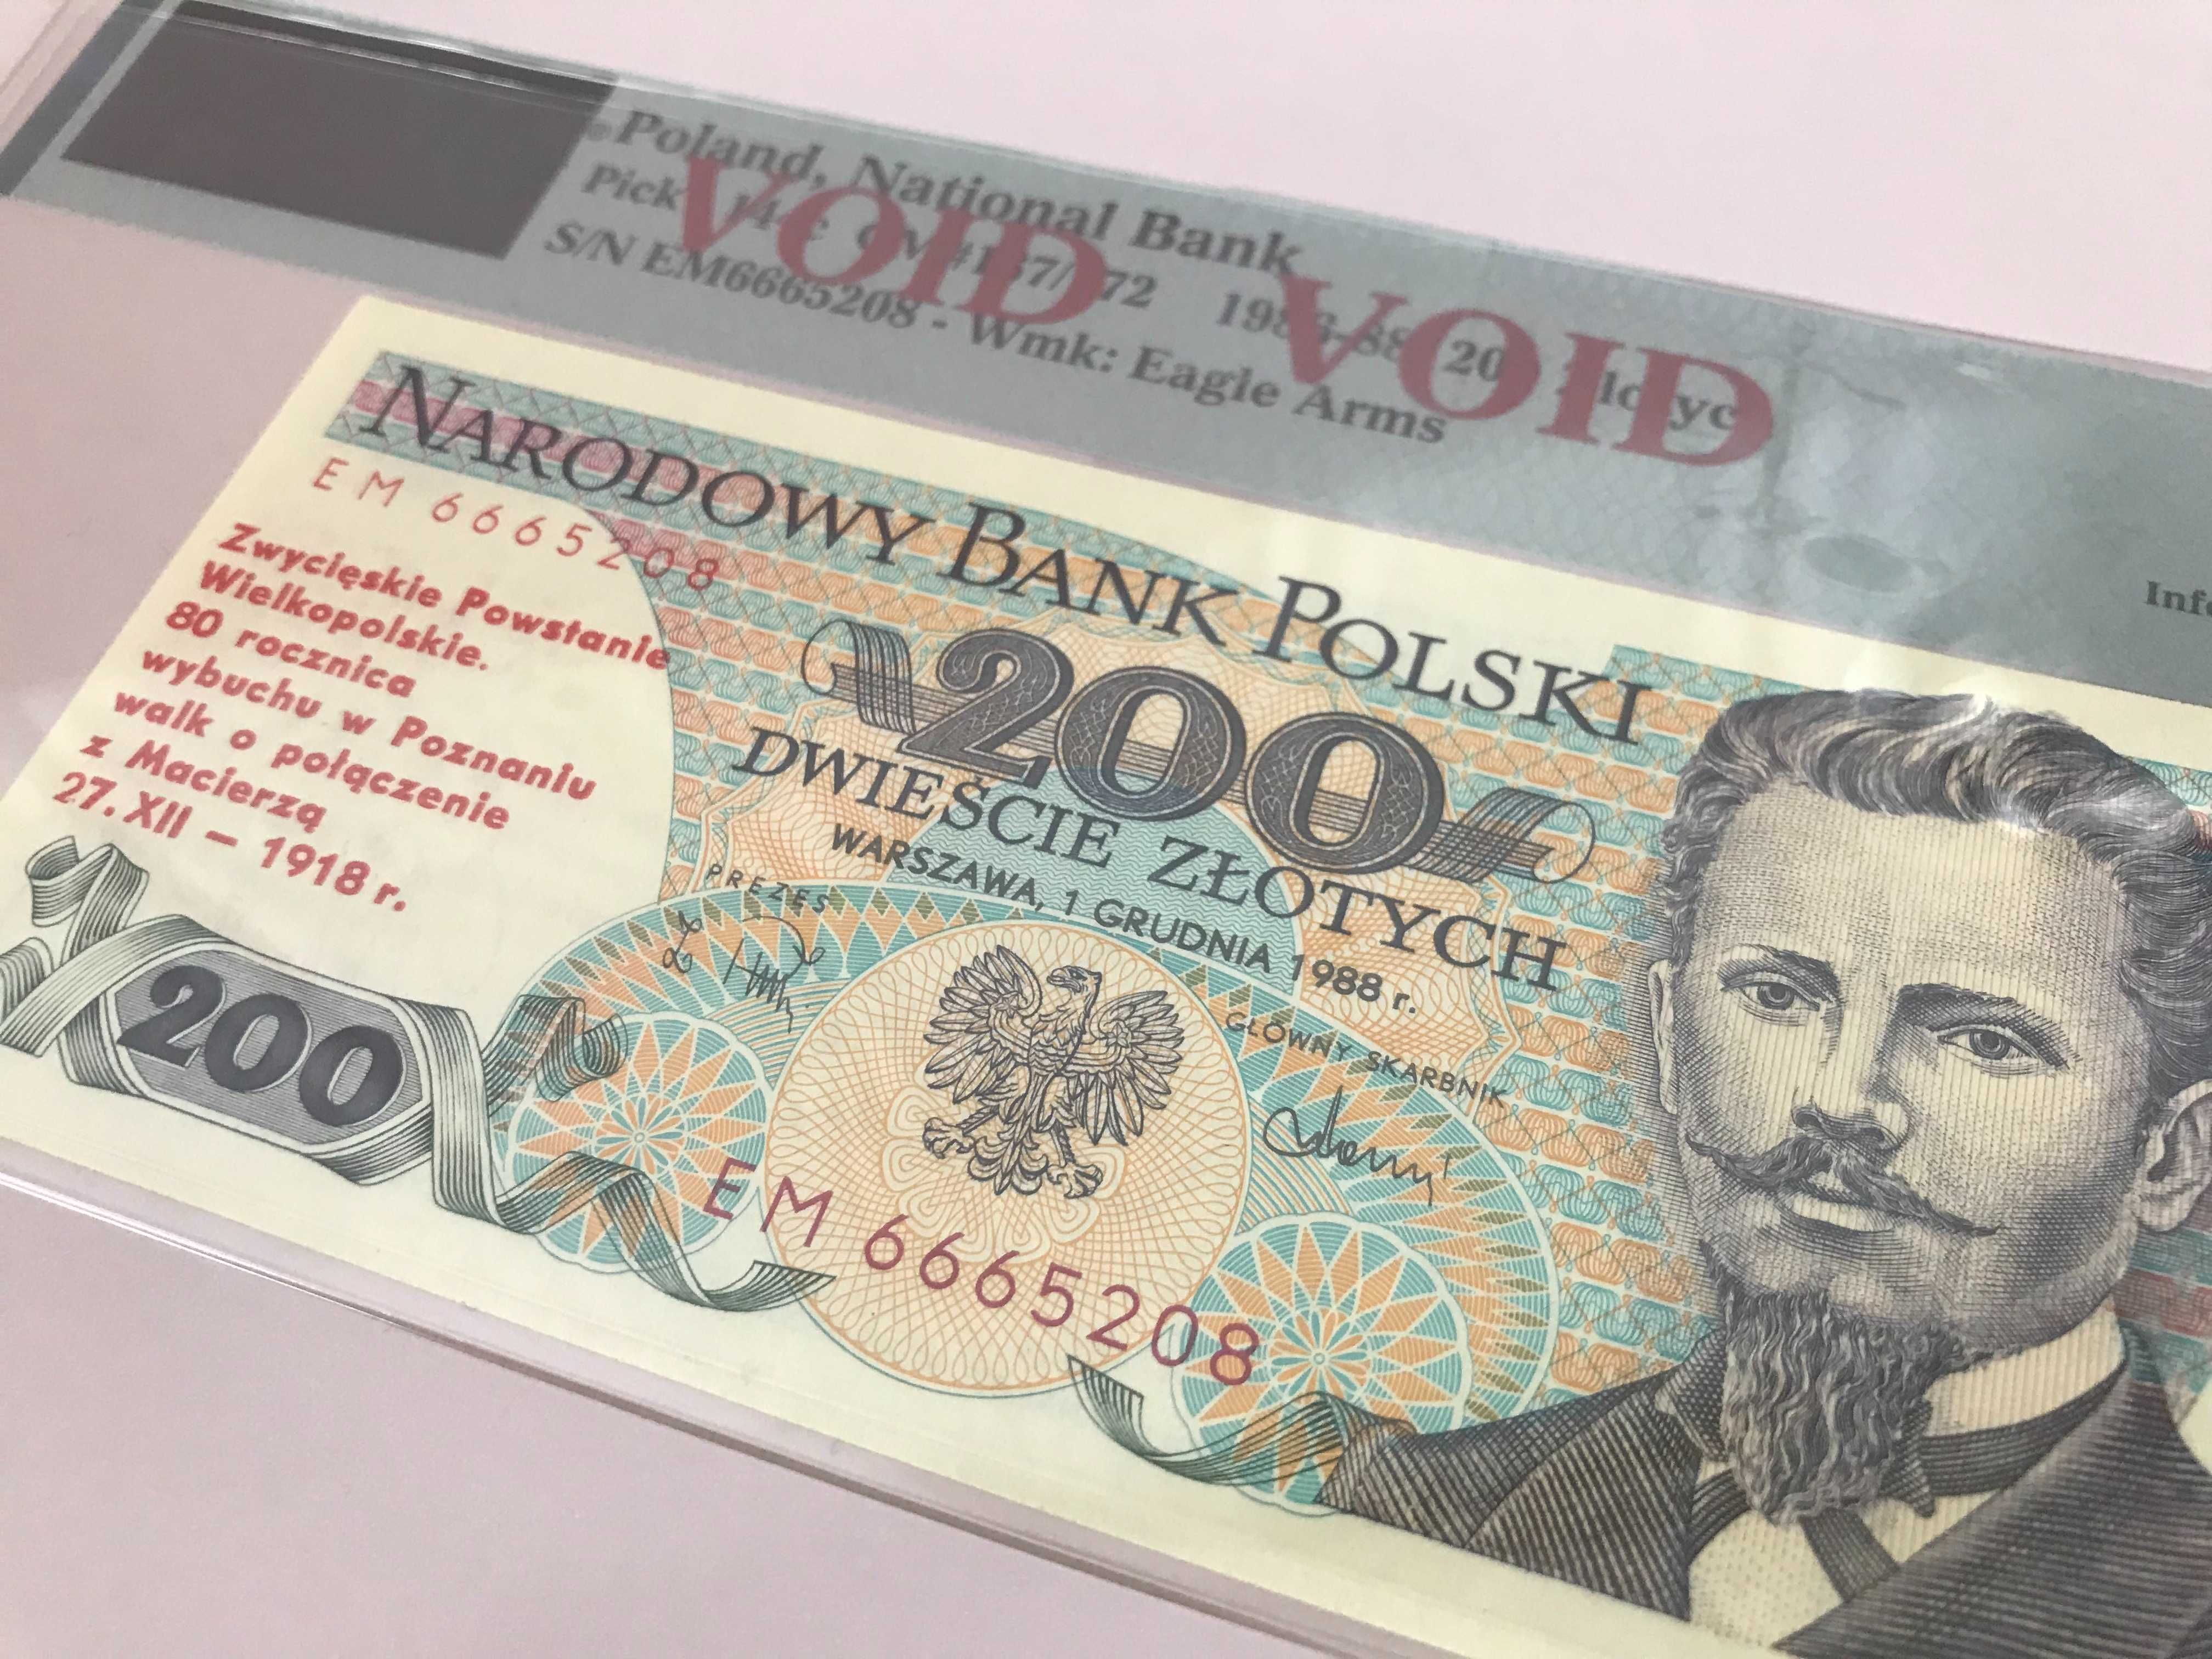 Poland, National Bank
VOID VOID
S/N EM6665208 - Wmk: Eagle Arms
NARODOWY BANK POLSKI
EM 6665208
Zwycięskie Powstanie
Wielkopolskie.
80 rocznica
wybuchu w Poznaniu
walk o połączenie
z Macierzą
27. XII – 1918 r.
200
DWIEŚCIE ZŁOTYCH
WARSZAWA, 1 GRUDNIA 1988 r.
PREZES
GŁÓWNY SKARBNIK
200
EM 6665208